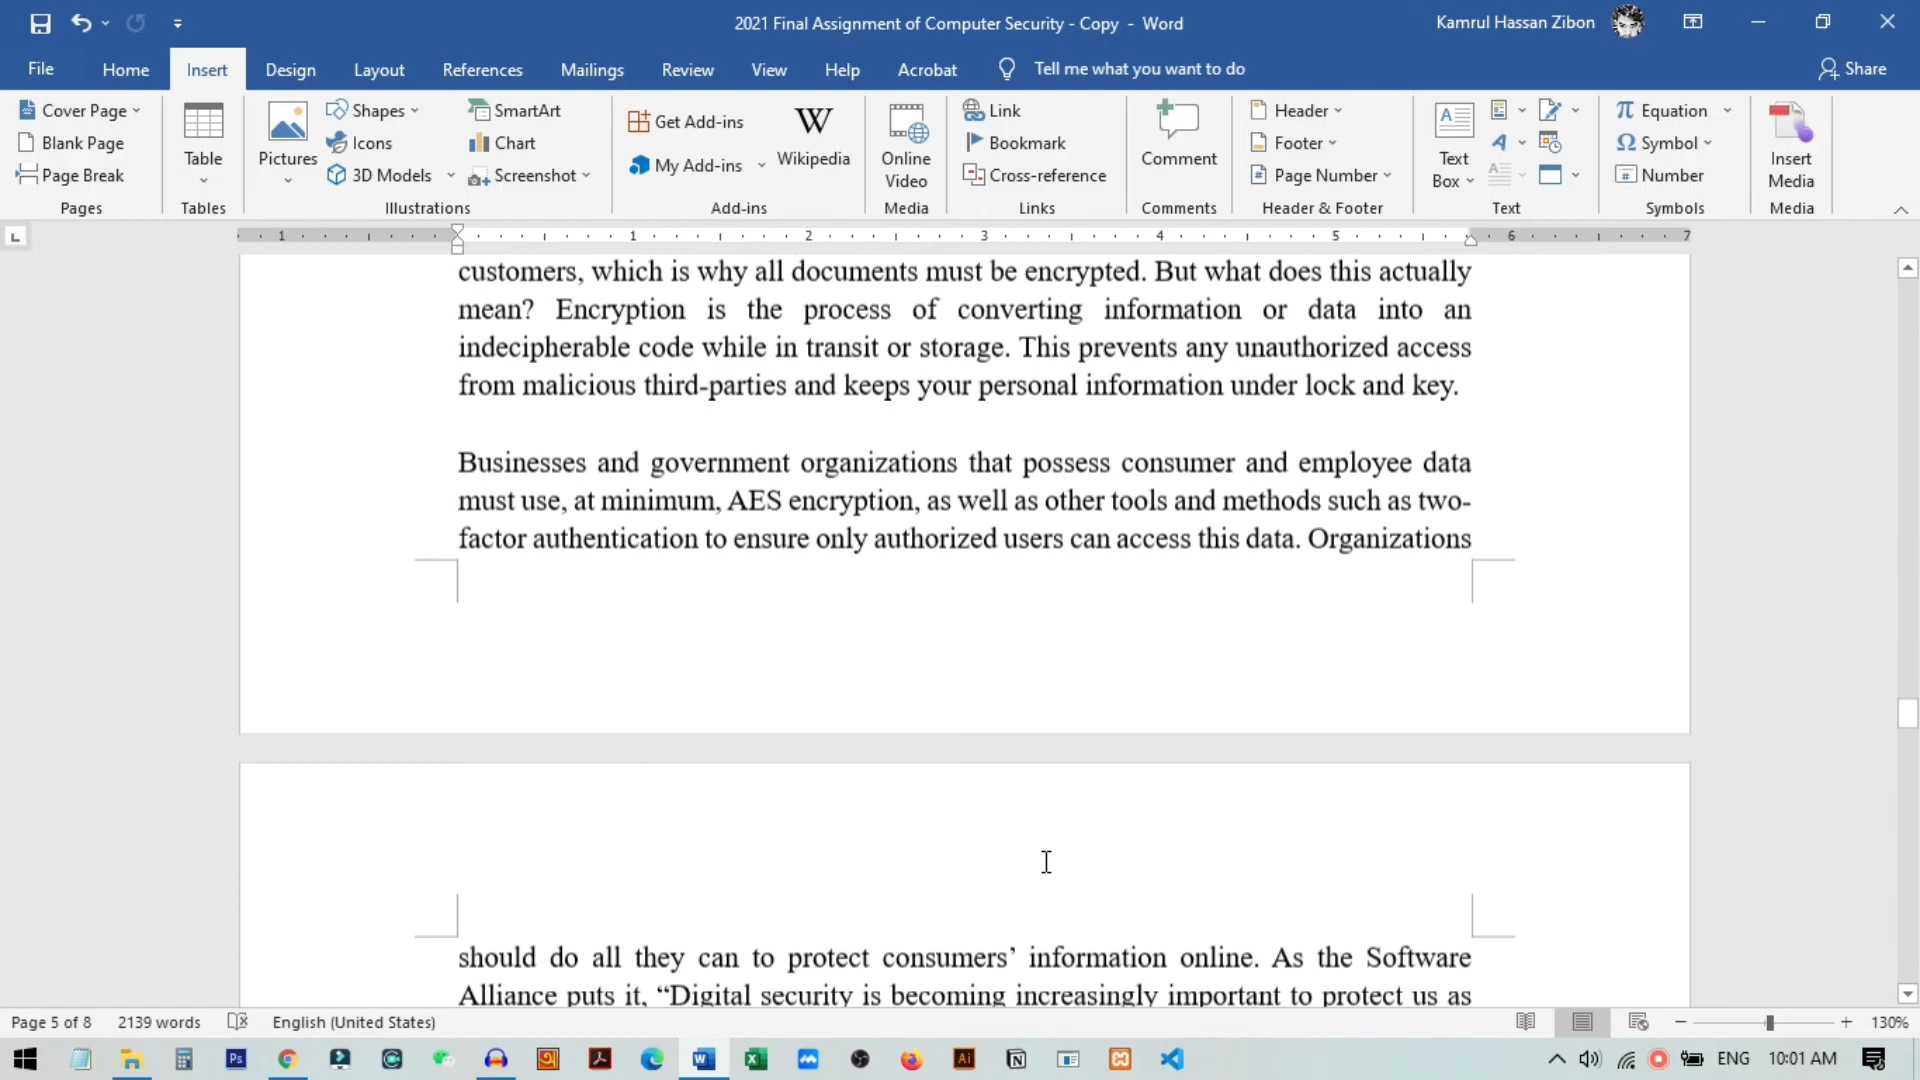 2021 Final Assignment of Computer Security - Copy - Word
Kamrul Hassan Zibon
File Home Insert Design Layout References Mailings Review View Help Acrobat Tell me what you want to do Share
Cover Page
Blank Page
Page Break
Pages
Table
Tables
Pictures
Shapes
Icons
3D Models
SmartArt
Chart
Screenshot
Illustrations
Get Add-ins
My Add-ins
Wikipedia
Add-ins
Online
Video
Media
Link
Bookmark
Cross-reference
Links
Comment
Comments
Header
Footer
Page Number
Header & Footer
Text
Box
Text
Equation
Symbol
Number
Symbols
Insert
Media
Media
1 1 2 3 4 5 6 7
customers, which is why all documents must be encrypted. But what does this actually
mean? Encryption is the process of converting information or data into an
indecipherable code while in transit or storage. This prevents any unauthorized access
from malicious third-parties and keeps your personal information under lock and key.
Businesses and government organizations that possess consumer and employee data
must use, at minimum, AES encryption, as well as other tools and methods such as two-
factor authentication to ensure only authorized users can access this data. Organizations
should do all they can to protect consumers’ information online. As the Software
Alliance puts it, “Digital security is becoming increasingly important to protect us as
Page 5 of 8 2139 words English (United States) 130%
ENG 10:01 AM